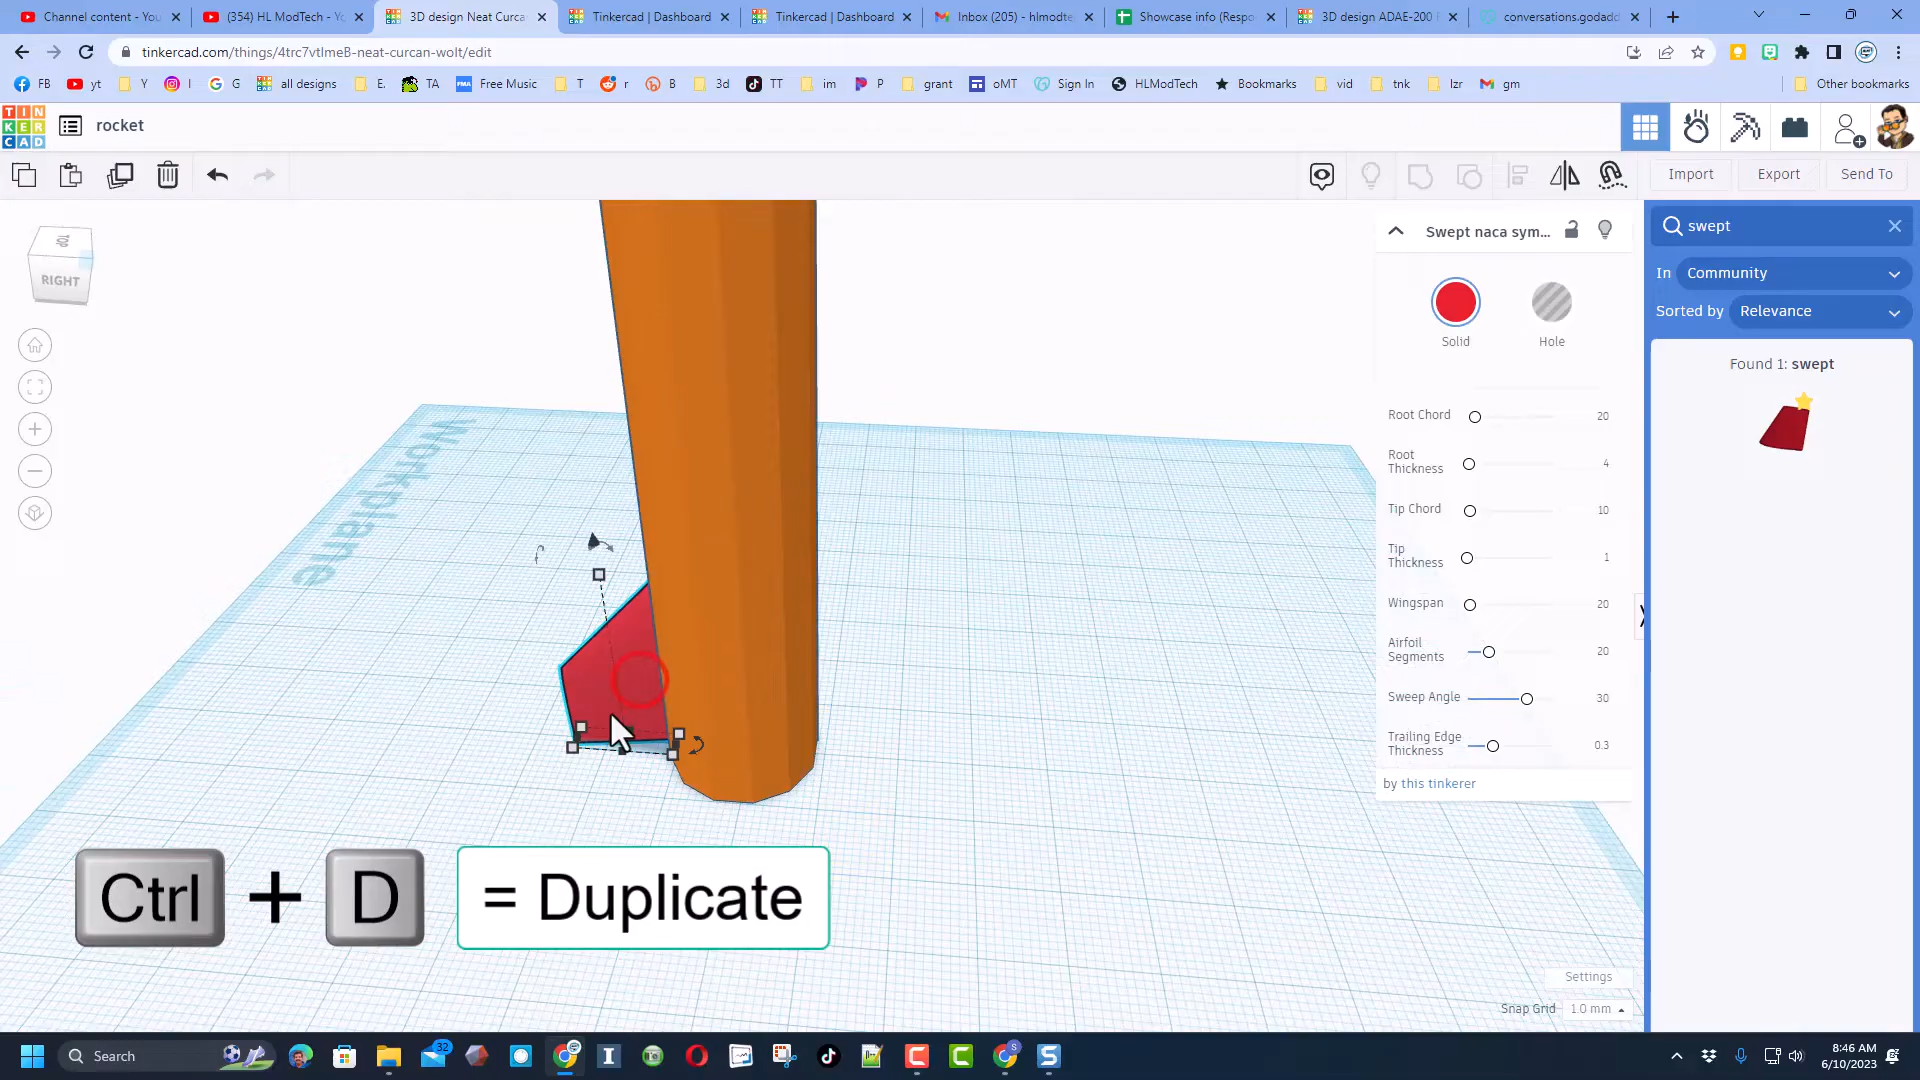 Channel content - You
(354) HL ModTech - Yo
3D design Neat Curca
Tinkercad | Dashboard
Tinkercad | Dashboard
Inbox (205) - hlmodte
Showcase info (Respo
3D design ADAE-200 F
conversations.godadd
tinkercad.com/things/4trc7vtlmeB-neat-curcan-wolt/edit
FB
yt
Y
I
G
all designs
E.
TA
Free Music
T
r
B
3d
TT
im
P
grant
oMT
Sign In
HLModTech
Bookmarks
vid
tnk
lzr
gm
Other bookmarks
TIN
KER
CAD
rocket
Import
Export
Send To
TOP
RIGHT
Workplane
Swept naca sym...
Solid
Hole
Root Chord 20
Root Thickness 4
Tip Chord 10
Tip Thickness 1
Wingspan 20
Airfoil Segments 20
Sweep Angle 30
Trailing Edge Thickness 0.3
by this tinkerer
swept
In Community
Sorted by Relevance
Found 1: swept
Ctrl + D = Duplicate
Settings
Snap Grid 1.0 mm
Search
32
8:46 AM
6/10/2023